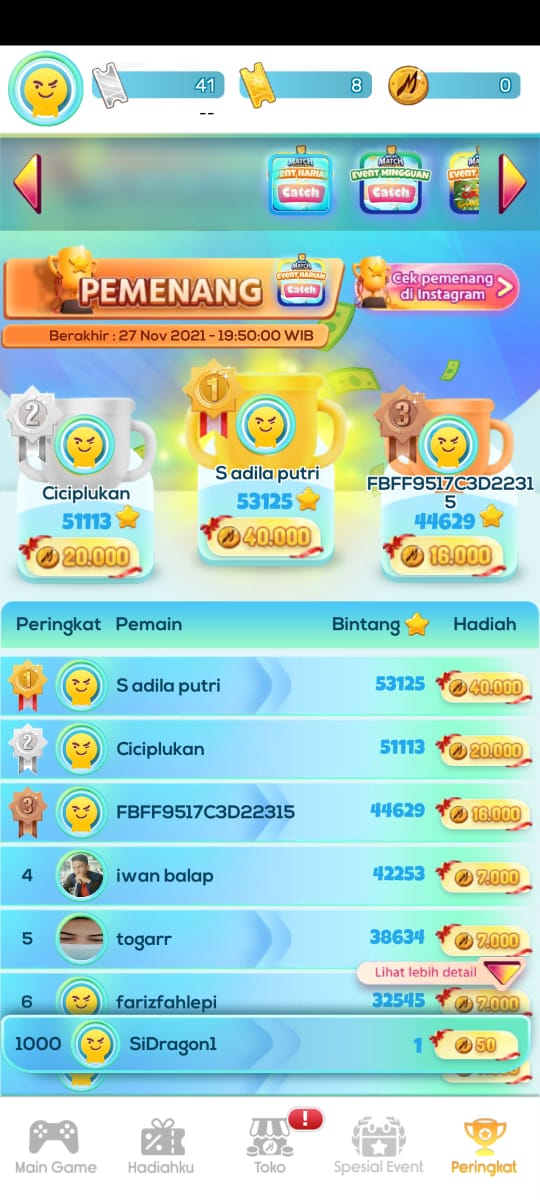 41
8
0
--
MATCH
EVENT HARIAN
Catch
MATCH
EVENT MINGGUAN
Catch
MATCH
PEMENANG
MATCH
EVENT HARIAN
Catch
Cek pemenang
di Instagram
Berakhir : 27 Nov 2021 - 19:50:00 WIB
2
Ciciplukan
51113
20.000
1
S adila putri
53125
40.000
3
FBFF9517C3D2231
5
44629
16.000
Peringkat Pemain Bintang Hadiah
1 S adila putri 53125 40.000
2 Ciciplukan 51113 20.000
3 FBFF9517C3D22315 44629 16.000
4 iwan balap 42253 7.000
5 togarr 38634 7.000
Lihat lebih detail
6 farizfahlepi 32545 7.000
1000 SiDragon1 1 50
!
Main Game Hadiahku Toko Spesial Event Peringkat